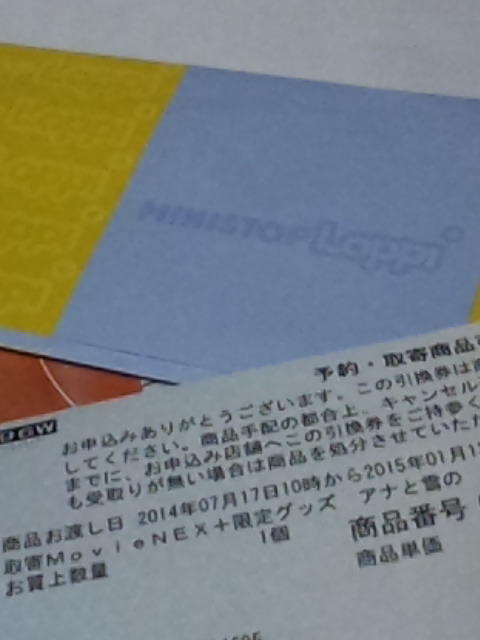 MINISTOP Loppi
予約・取寄商品
お申込みありがとうございます。この引換券は
してください。商品手配の都合上、キャンセル
までに、お申込み店舗へこの引換券をご持参く
も受取りが無い場合は商品を処分させていただ
商品お渡し日 2014年07月17日10時から2015年01月1
取寄MovieNEX+限定グッズ アナと雪の
お買上数量 1個 商品番号
商品単価